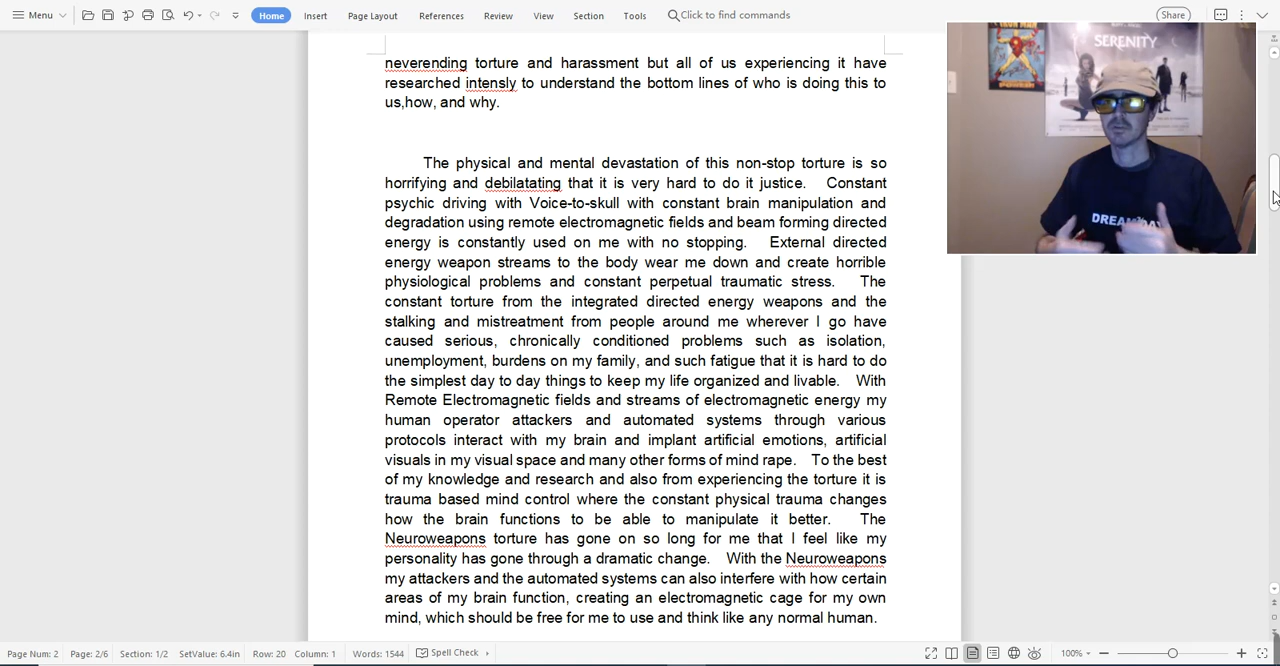 Menu Home Insert Page Layout References Review View Section Tools Click to find commands Share
SERENITY
DREAM
neverending torture and harassment but all of us experiencing it have
researched intensly to understand the bottom lines of who is doing this to
us,how, and why.
The physical and mental devastation of this non-stop torture is so
horrifying and debilatating that it is very hard to do it justice. Constant
psychic driving with Voice-to-skull with constant brain manipulation and
degradation using remote electromagnetic fields and beam forming directed
energy is constantly used on me with no stopping. External directed
energy weapon streams to the body wear me down and create horrible
physiological problems and constant perpetual traumatic stress. The
constant torture from the integrated directed energy weapons and the
stalking and mistreatment from people around me wherever I go have
caused serious, chronically conditioned problems such as isolation,
unemployment, burdens on my family, and such fatigue that it is hard to do
the simplest day to day things to keep my life organized and livable. With
Remote Electromagnetic fields and streams of electromagnetic energy my
human operator attackers and automated systems through various
protocols interact with my brain and implant artificial emotions, artificial
visuals in my visual space and many other forms of mind rape. To the best
of my knowledge and research and also from experiencing the torture it is
trauma based mind control where the constant physical trauma changes
how the brain functions to be able to manipulate it better. The
Neuroweapons torture has gone on so long for me that I feel like my
personality has gone through a dramatic change. With the Neuroweapons
my attackers and the automated systems can also interfere with how certain
areas of my brain function, creating an electromagnetic cage for my own
mind, which should be free for me to use and think like any normal human.
Page Num: 2 Page: 2/6 Section: 1/2 SetValue: 6.4in Row: 20 Column: 1 Words: 1544 Spell Check 100%